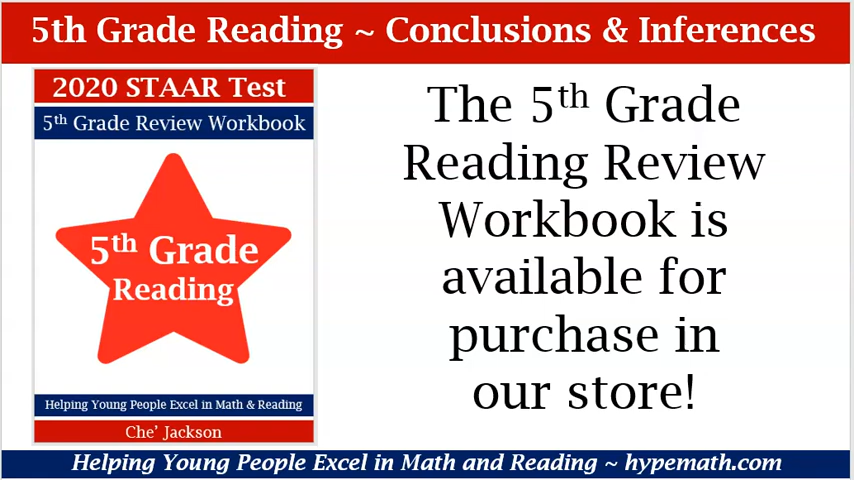 5th Grade Reading ~ Conclusions & Inferences
2020 STAAR Test
5th Grade Review Workbook
5th Grade
Reading
Helping Young People Excel in Math & Reading
Che’ Jackson
The 5th Grade
Reading Review
Workbook is
available for
purchase in
our store!
Helping Young People Excel in Math and Reading ~ hypemath.com